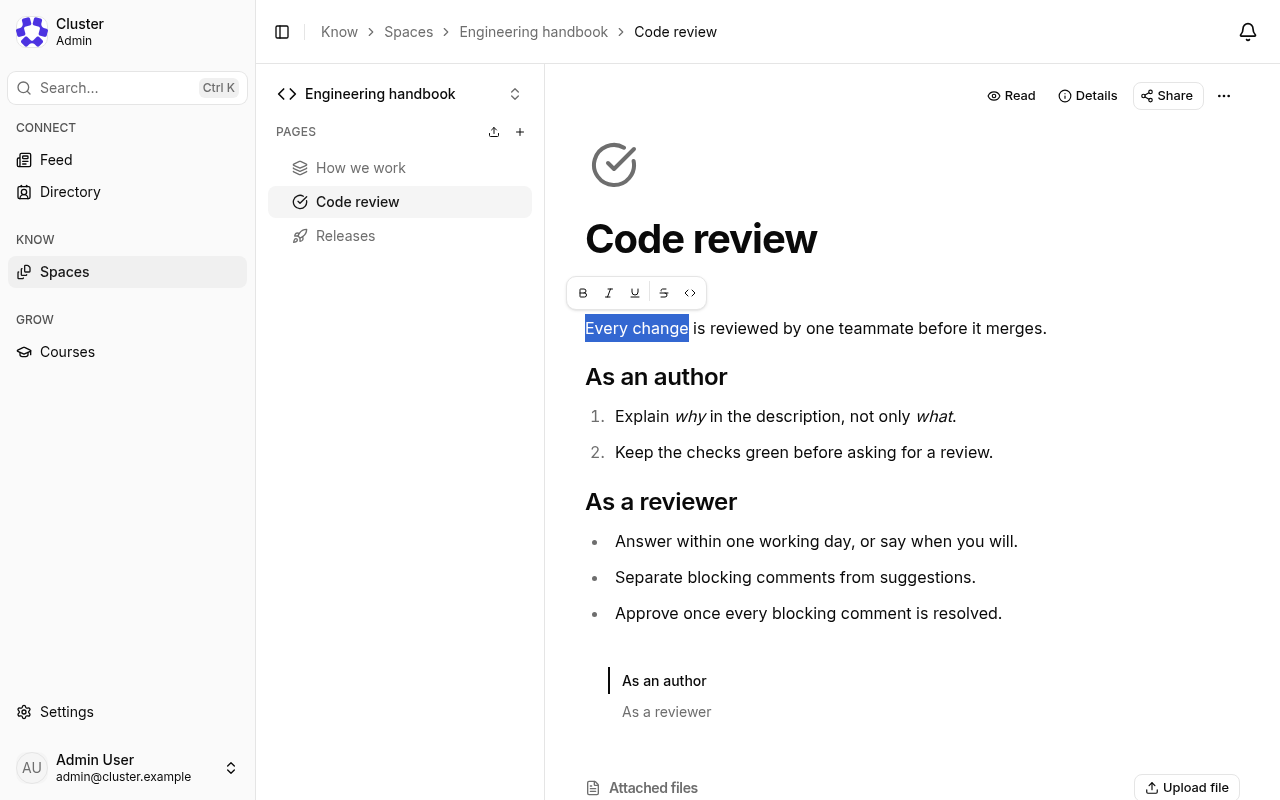 Cluster
Admin
Search...
Ctrl K
CONNECT
Feed
Directory
KNOW
Spaces
GROW
Courses
Settings
AU
Admin User
admin@cluster.example
Know
Spaces
Engineering handbook
Code review
Engineering handbook
PAGES
How we work
Code review
Releases
Read
Details
Share
Code review
Every change is reviewed by one teammate before it merges.
As an author
1. Explain why in the description, not only what.
2. Keep the checks green before asking for a review.
As a reviewer
• Answer within one working day, or say when you will.
• Separate blocking comments from suggestions.
• Approve once every blocking comment is resolved.
As an author
As a reviewer
Attached files
Upload file